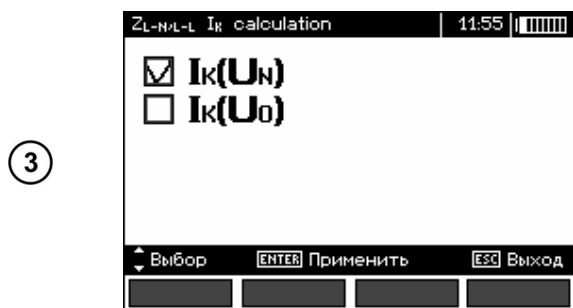 ZL-N/L-L IK calculation 11:55
IK(UN)
IK(U0)
3
Выбор ENTER Применить ESC Выход